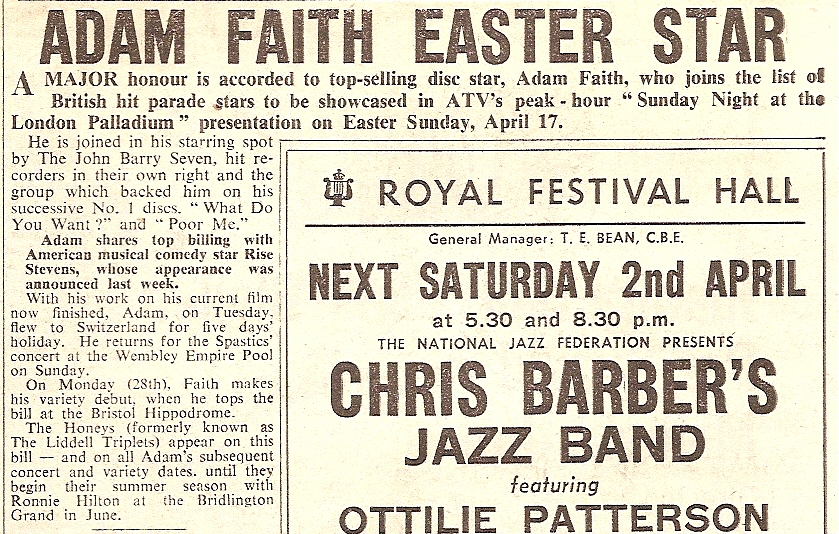 ADAM FAITH EASTER STAR
A MAJOR honour is accorded to top-selling disc star, Adam Faith, who joins the list of
British hit parade stars to be showcased in ATV's peak-hour "Sunday Night at the
London Palladium" presentation on Easter Sunday, April 17.
He is joined in his starring spot
by The John Barry Seven, hit re-
corders in their own right and the
group which backed him on his
successive No. 1 discs. "What Do
You Want?" and "Poor Me."
Adam shares top billing with
American musical comedy star Rise
Stevens, whose appearance was
announced last week.
With his work on his current film
now finished, Adam, on Tuesday,
flew to Switzerland for five days'
holiday. He returns for the Spastics'
concert at the Wembley Empire Pool
on Sunday.
On Monday (28th), Faith makes
his variety debut, when he tops the
bill at the Bristol Hippodrome.
The Honeys (formerly known as
The Liddell Triplets) appear on this
bill — and on all Adam's subsequent
concert and variety dates. until they
begin their summer season with
Ronnie Hilton at the Bridlington
Grand in June.
ROYAL FESTIVAL HALL
General Manager: T. E. BEAN, C.B.E.
NEXT SATURDAY 2nd APRIL
at 5.30 and 8.30 p.m.
THE NATIONAL JAZZ FEDERATION PRESENTS
CHRIS BARBER'S
JAZZ BAND
featuring
OTTILIE PATTERSON